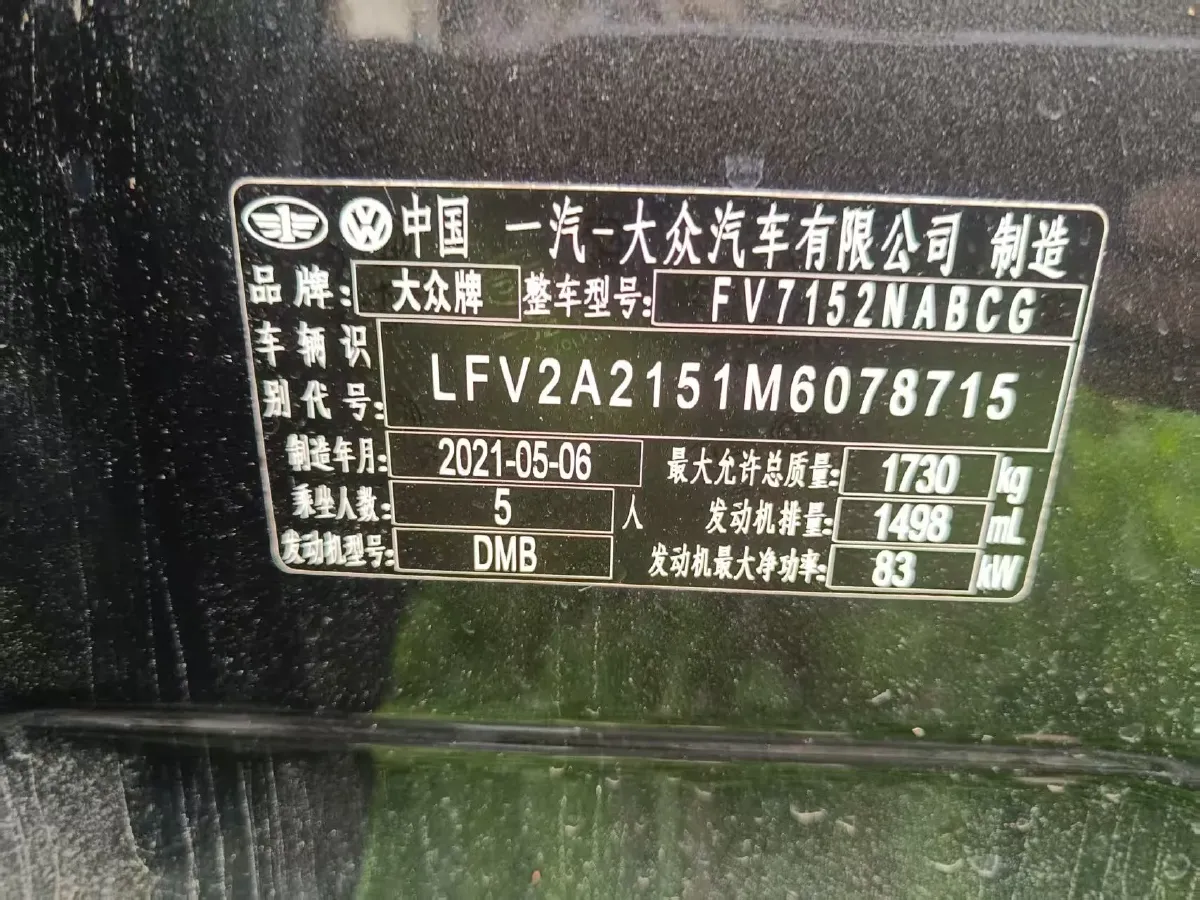 中国 一汽-大众汽车有限公司 制造
品牌: 大众牌 整车型号: FV7152NABCG
车辆识别代号: LFV2A2151M6078715
制造年月: 2021-05-06 最大允许总质量: 1730 kg
乘坐人数: 5 人 发动机排量: 1498 mL
发动机型号: DMB 发动机最大净功率: 83 kW